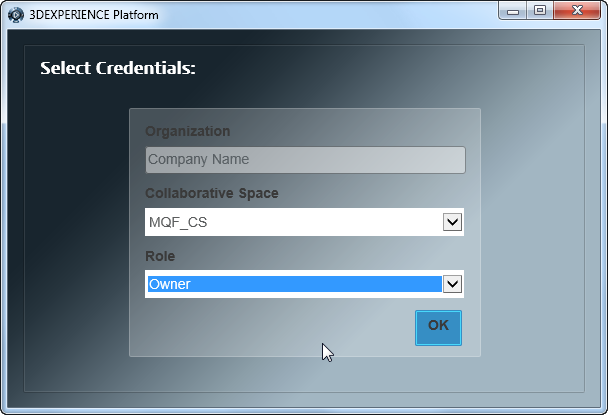 3DEXPERIENCE Platform
Select Credentials:
Organization
Company Name
Collaborative Space
MQF_CS
Role
Owner
OK